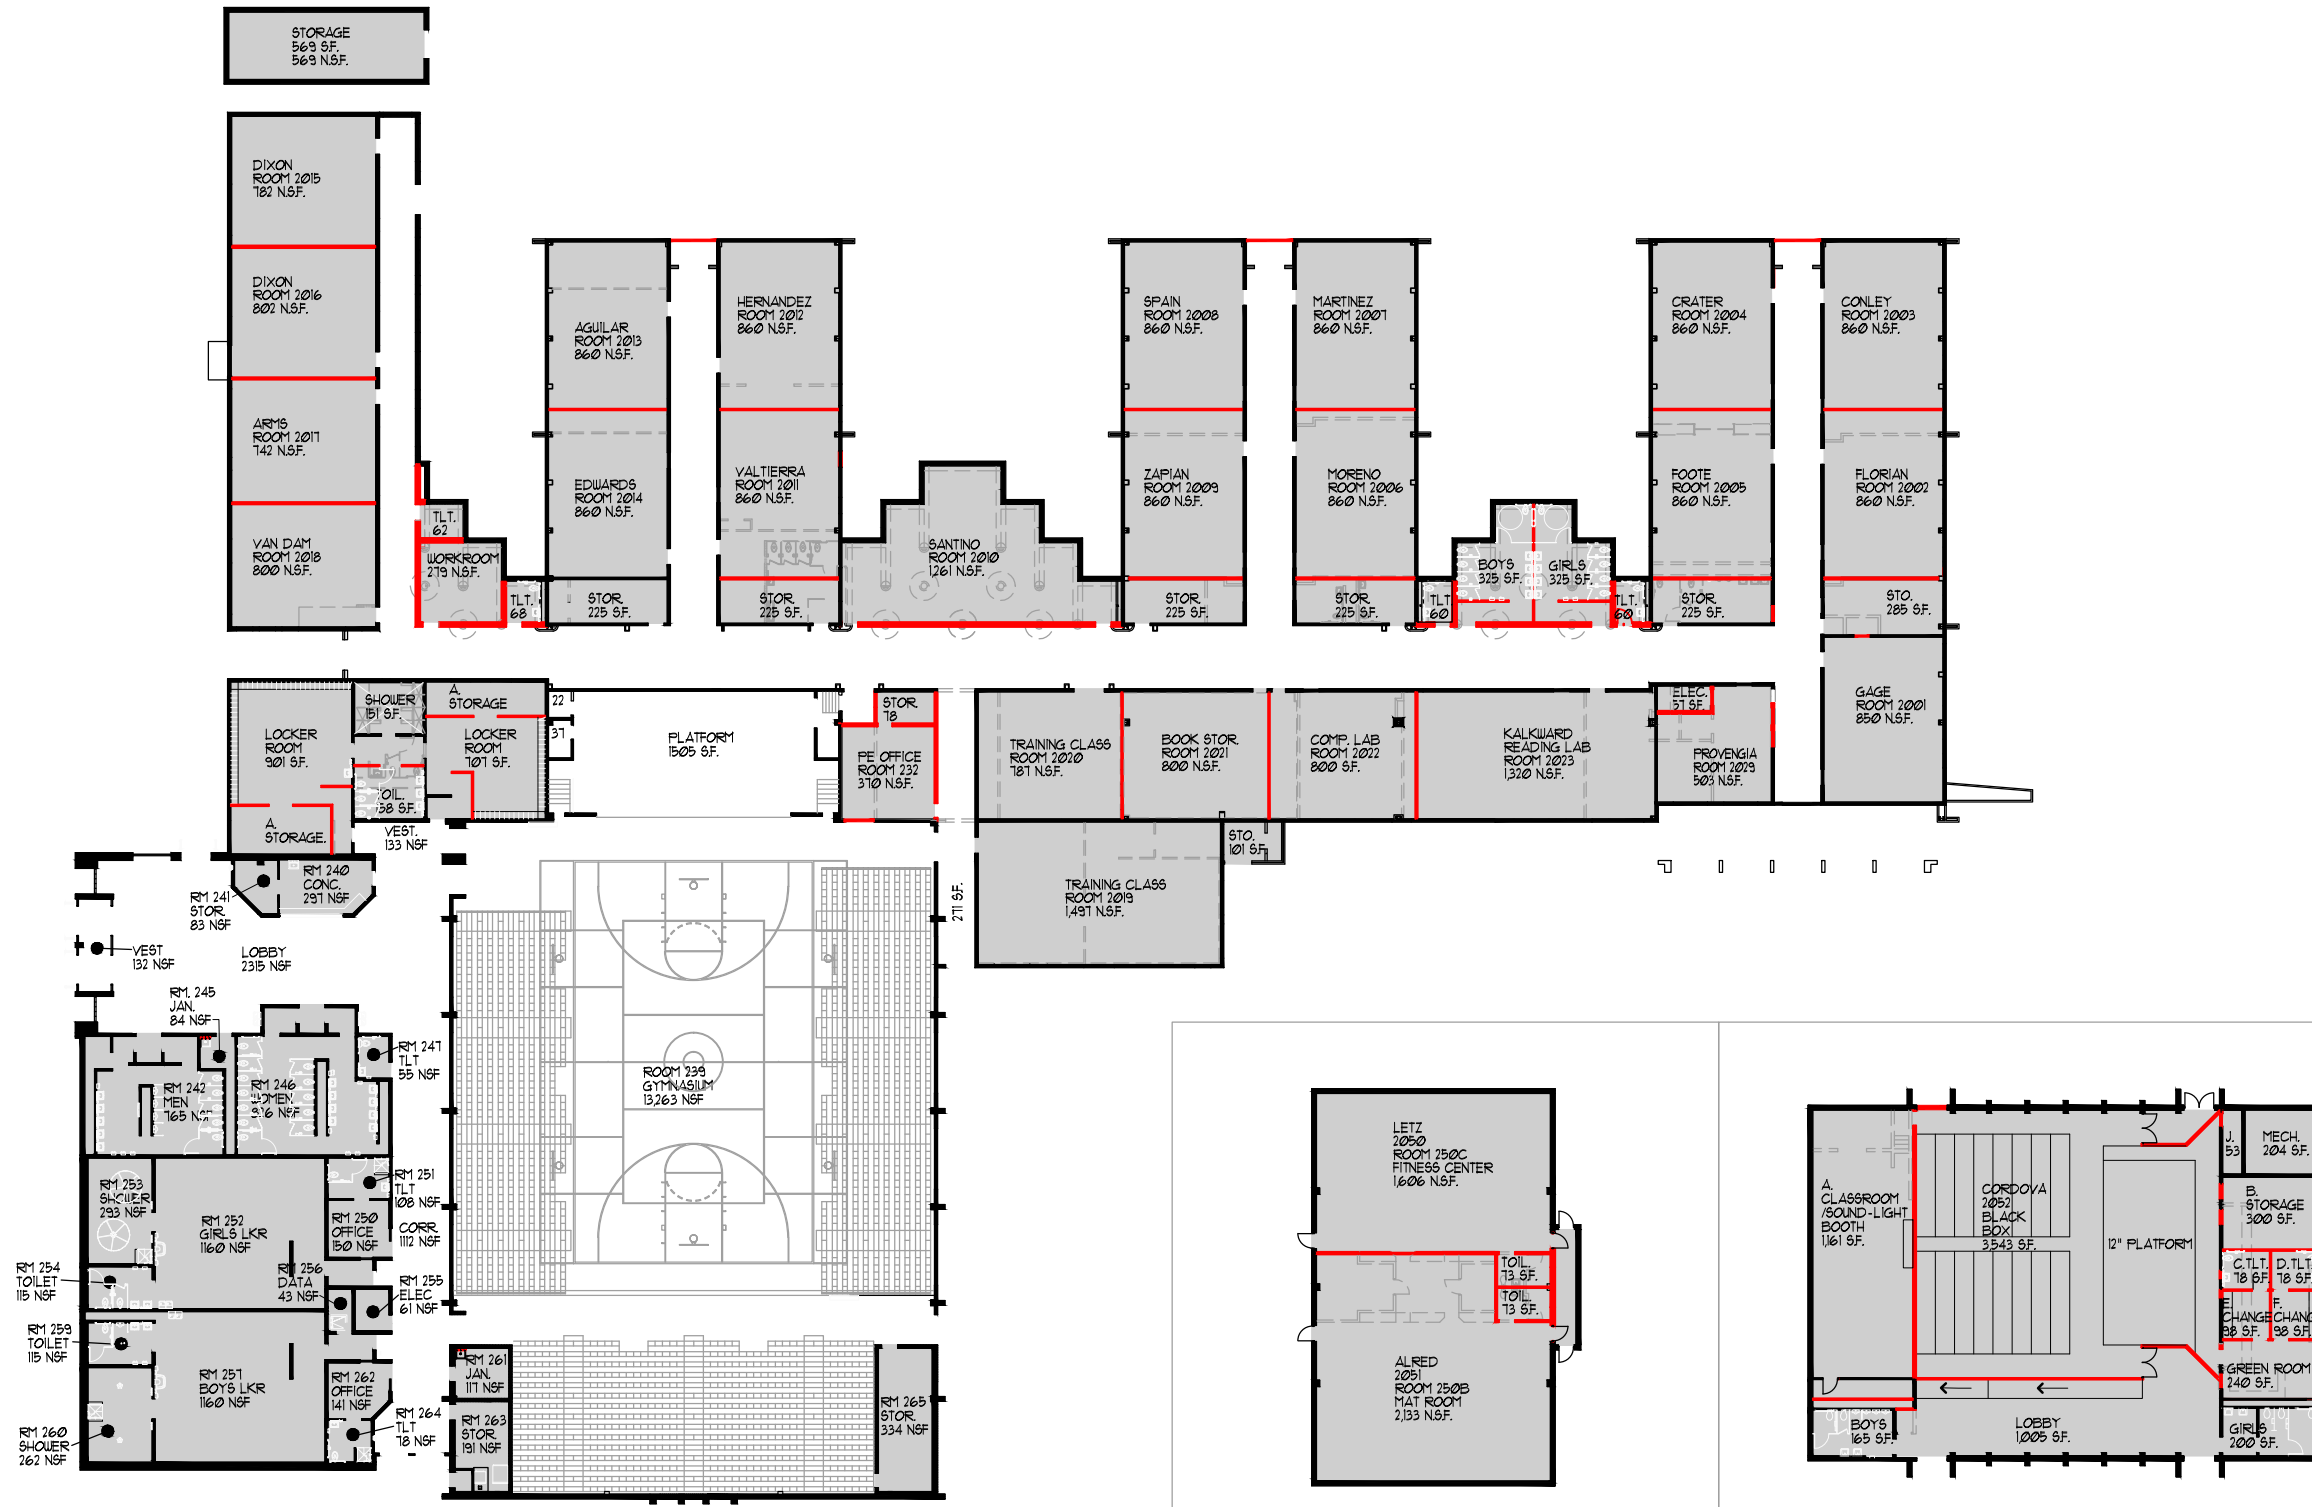 STORAGE
569 S.F.
569 N.S.F.
DIXON
ROOM 2015
782 N.S.F.
DIXON
ROOM 2016
802 N.S.F.
ARMS
ROOM 2017
742 N.S.F.
VAN DAM
ROOM 2018
800 N.S.F.
TLT.
62
WORKROOM
279 N.S.F.
TLT.
68
AGUILAR
ROOM 2013
860 N.S.F.
EDWARDS
ROOM 2014
860 N.S.F.
STOR.
225 S.F.
HERNANDEZ
ROOM 2012
860 N.S.F.
VALTIERRA
ROOM 2011
860 N.S.F.
STOR.
225 S.F.
SANTINO
ROOM 2010
1,261 N.S.F.
SPAIN
ROOM 2008
860 N.S.F.
ZAPIAN
ROOM 2009
860 N.S.F.
STOR.
225 S.F.
MARTINEZ
ROOM 2007
860 N.S.F.
MORENO
ROOM 2006
860 N.S.F.
STOR.
225 S.F.
TLT
60
BOYS
325 S.F.
GIRLS
325 S.F.
TLT.
60
CRATER
ROOM 2004
860 N.S.F.
FOOTE
ROOM 2005
860 N.S.F.
STOR.
225 S.F.
CONLEY
ROOM 2003
860 N.S.F.
FLORIAN
ROOM 2002
860 N.S.F.
STO.
285 S.F.
GAGE
ROOM 2001
850 N.S.F.
LOCKER
ROOM
901 S.F.
A.
STORAGE.
SHOWER
151 S.F.
TOIL.
158 S.F.
VEST.
133 NSF
A.
STORAGE
LOCKER
ROOM
707 S.F.
22
37
PLATFORM
1505 S.F.
STOR.
78
PE OFFICE
ROOM 232
370 N.S.F.
TRAINING CLASS
ROOM 2020
787 N.S.F.
BOOK STOR.
ROOM 2021
800 N.S.F.
COMP. LAB
ROOM 2022
800 S.F.
KALKWARD
READING LAB
ROOM 2023
1,320 N.S.F.
ELEC.
57 S.F.
PROVENGIA
ROOM 2029
503 N.S.F.
TRAINING CLASS
ROOM 2019
1,497 N.S.F.
STO.
101 S.F.
271 S.F.
RM 241
STOR.
83 NSF
RM 240
CONC.
297 NSF
VEST
132 NSF
LOBBY
2315 NSF
RM. 245
JAN.
84 NSF
RM 242
MEN
765 NSF
RM 246
WOMEN
816 NSF
RM 247
TLT
55 NSF
RM 253
SHOWER
293 NSF
RM 252
GIRLS LKR
1160 NSF
RM 251
TLT
108 NSF
RM 250
OFFICE
150 NSF
CORR.
1112 NSF
RM 254
TOILET
115 NSF
RM 256
DATA
43 NSF
RM 255
ELEC
61 NSF
RM 259
TOILET
115 NSF
RM 257
BOYS LKR
1160 NSF
RM 262
OFFICE
141 NSF
RM 264
TLT
78 NSF
RM 260
SHOWER
262 NSF
ROOM 239
GYMNASIUM
13,263 NSF
RM 261
JAN.
117 NSF
RM 263
STOR.
191 NSF
RM 265
STOR.
334 NSF
LETZ
2050
ROOM 250C
FITNESS CENTER
1,606 N.S.F.
TOIL.
73 S.F.
TOIL.
73 S.F.
ALRED
2051
ROOM 250B
MAT ROOM
2,133 N.S.F.
A.
CLASSROOM
/SOUND-LIGHT
BOOTH
1,161 S.F.
CORDOVA
2052
BLACK
BOX
3,543 S.F.
12" PLATFORM
J.
53
MECH.
204 S.F.
B.
STORAGE
300 S.F.
C.TLT.
78 S.F.
D.TLT.
78 S.F.
E.
CHANGE
98 S.F.
F.
CHANG
98 S.F.
GREEN ROOM
240 S.F.
BOYS
165 S.F.
LOBBY
1,005 S.F.
GIRLS
200 S.F.